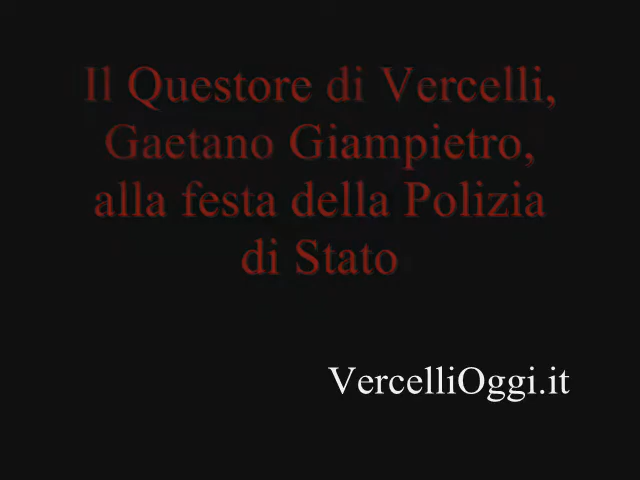 Il Questore di Vercelli,
Gaetano Giampietro,
alla festa della Polizia
di Stato
VercelliOggi.it